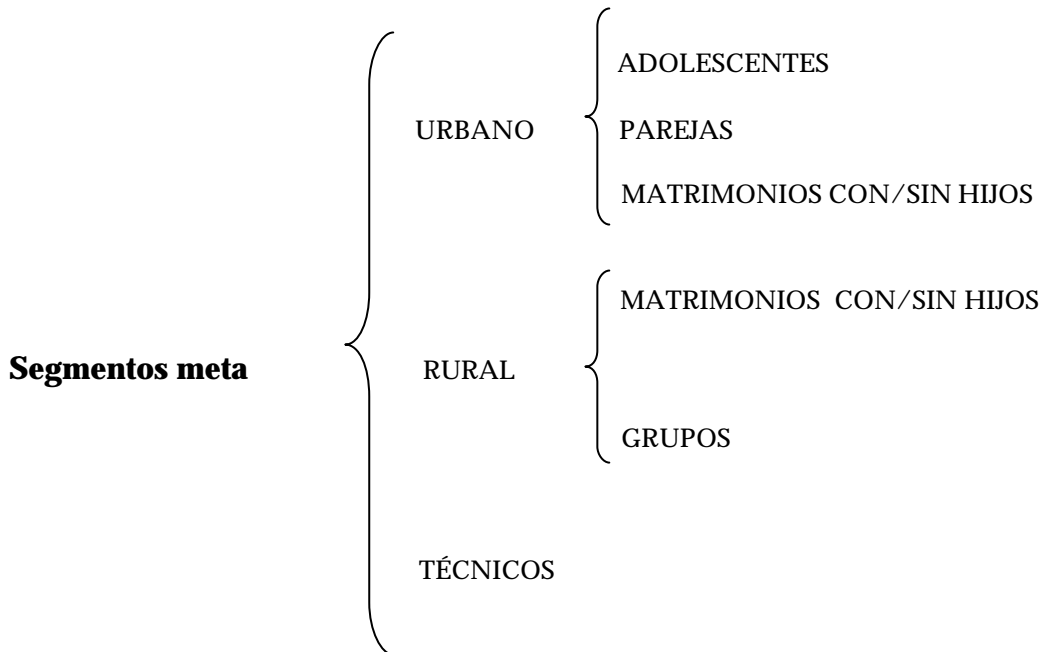 Segmentos meta
URBANO
ADOLESCENTES
PAREJAS
MATRIMONIOS CON/SIN HIJOS
RURAL
MATRIMONIOS CON/SIN HIJOS
GRUPOS
TÉCNICOS